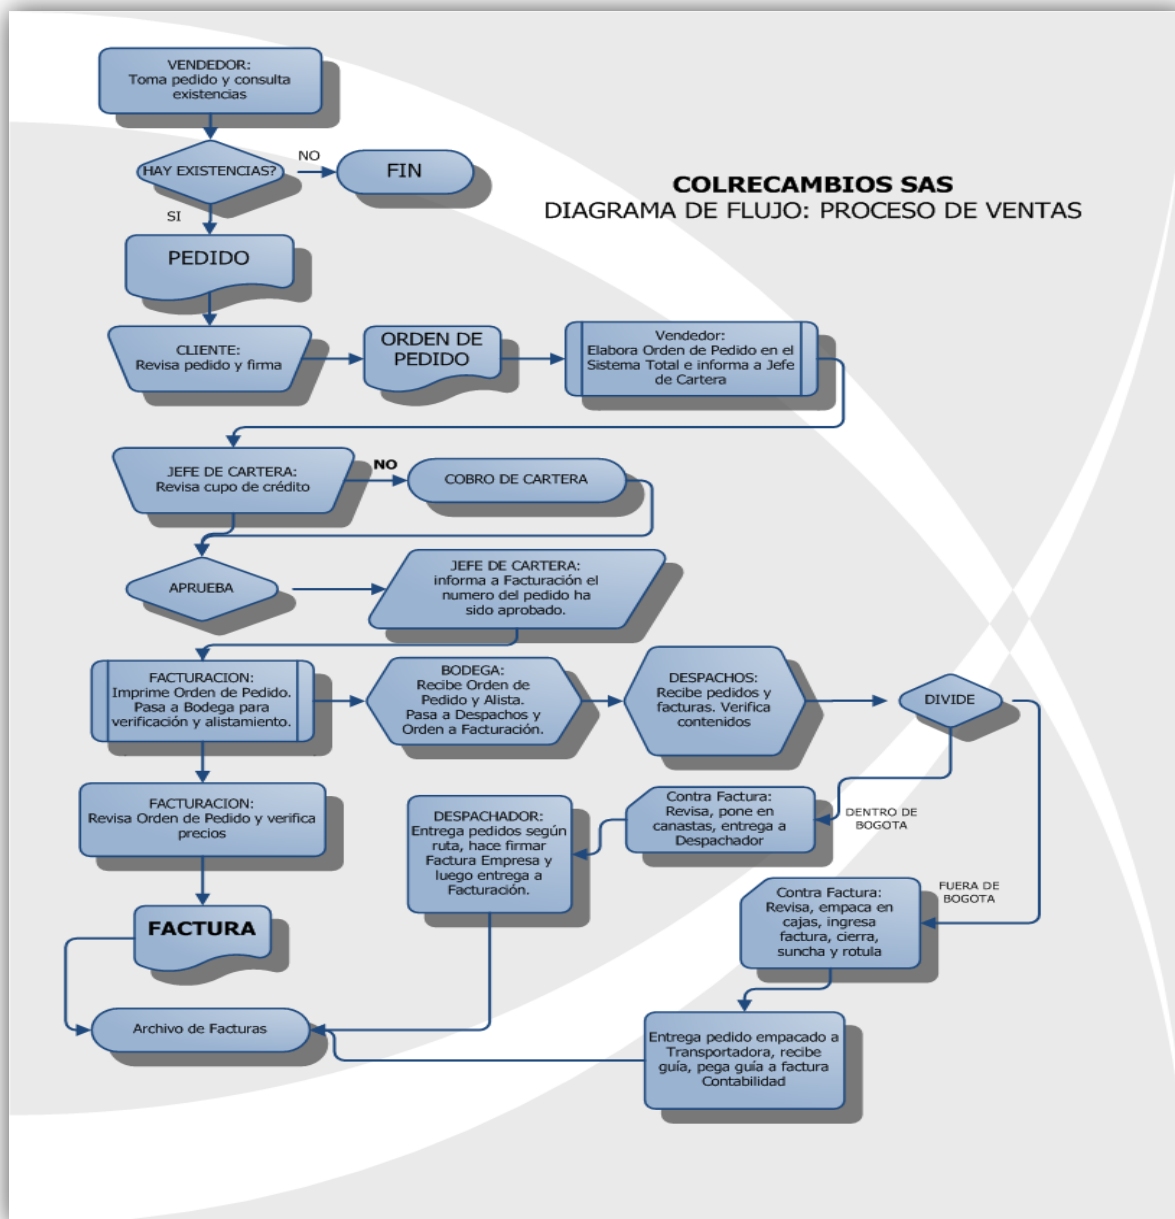 VENDEDOR:
Toma pedido y consulta
existencias
HAY EXISTENCIAS?
NO
FIN
COLRECAMBIOS SAS
DIAGRAMA DE FLUJO: PROCESO DE VENTAS
SI
PEDIDO
CLIENTE:
Revisa pedido y firma
ORDEN DE
PEDIDO
Vendedor:
Elabora Orden de Pedido en el
Sistema Total e informa a Jefe
de Cartera
JEFE DE CARTERA:
Revisa cupo de crédito
NO
COBRO DE CARTERA
APRUEBA
JEFE DE CARTERA:
informa a Facturación el
numero del pedido ha
sido aprobado.
FACTURACION:
Imprime Orden de Pedido.
Pasa a Bodega para
verificación y alistamiento.
BODEGA:
Recibe Orden de
Pedido y Alista.
Pasa a Despachos y
Orden a Facturación.
DESPACHOS:
Recibe pedidos y
facturas. Verifica
contenidos
DIVIDE
FACTURACION:
Revisa Orden de Pedido y verifica
precios
DESPACHADOR:
Entrega pedidos según
ruta, hace firmar
Factura Empresa y
luego entrega a
Facturación.
Contra Factura:
Revisa, pone en
canastas, entrega a
Despachador
DENTRO DE
BOGOTA
FUERA DE
BOGOTA
Contra Factura:
Revisa, empaca en
cajas, ingresa
factura, cierra,
suncha y rotula
FACTURA
Archivo de Facturas
Entrega pedido empacado a
Transportadora, recibe
guía, pega guía a factura
Contabilidad